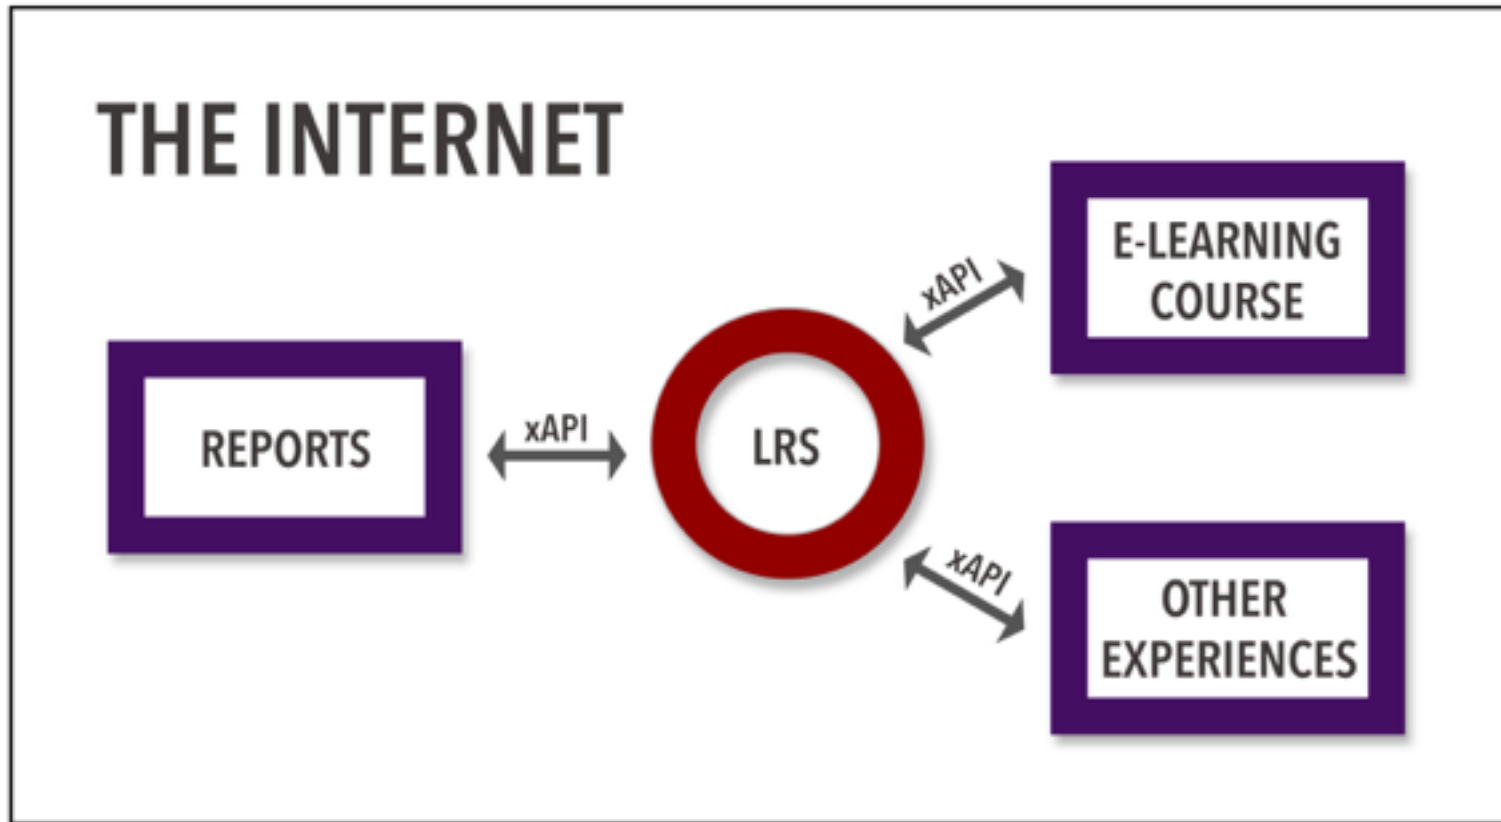 THE INTERNET
REPORTS
xAPI
LRS
xAPI
E-LEARNING
COURSE
xAPI
OTHER
EXPERIENCES